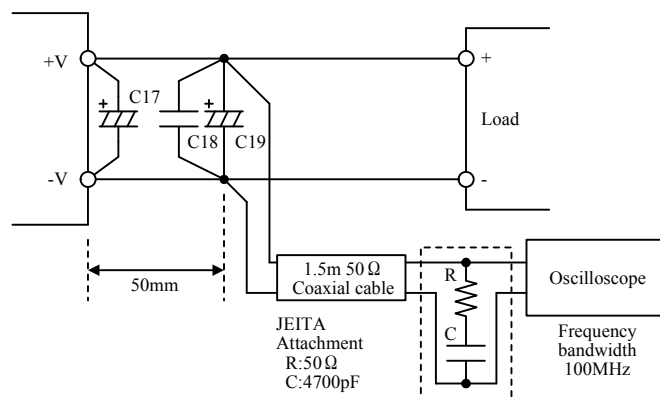 +V
+
+
C17
+
Load
C18
C19
-V
-
50mm
1.5m 50Ω
Coaxial cable
R
Oscilloscope
C
JEITA
Attachment
R:50Ω
C:4700pF
Frequency
bandwidth
100MHz